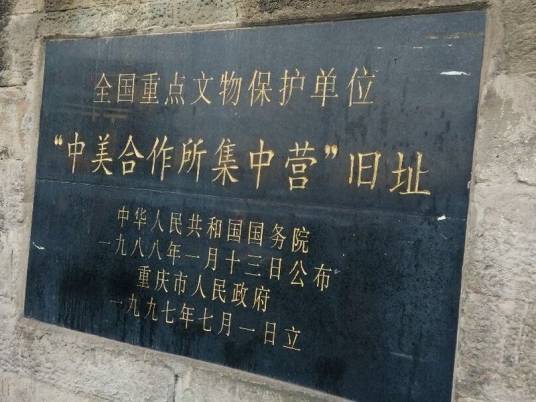 全国重点文物保护单位
“中美合作所集中营”旧址
中华人民共和国国务院
一九八八年一月十三日公布
重庆市人民政府
一九九七年七月一日立